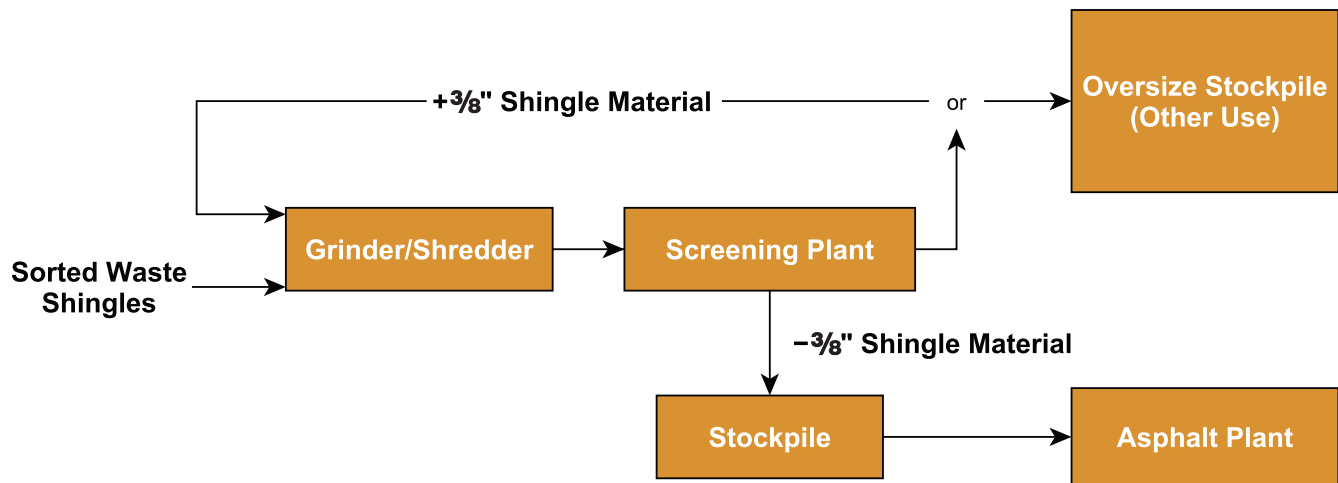 Oversize Stockpile
(Other Use)
+⅜" Shingle Material
or
Grinder/Shredder
Screening Plant
Sorted Waste
Shingles
−⅜" Shingle Material
Stockpile
Asphalt Plant